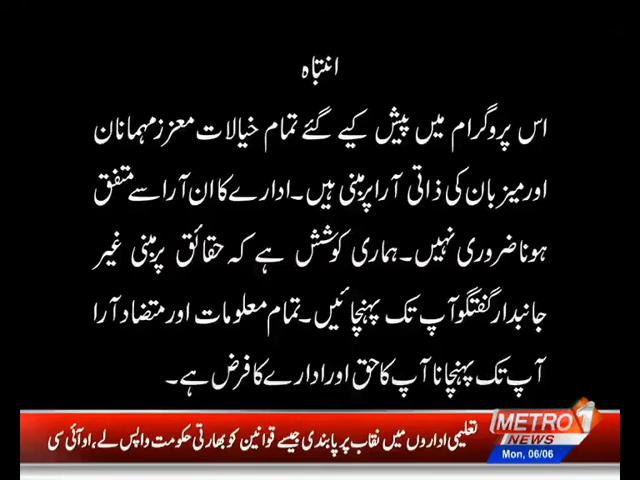 انتباہ
اس پروگرام میں پیش کیے گئے تمام خیالات معزز مہمانان
اور میزبان کی ذاتی آرا پر مبنی ہیں۔ ادارے کا ان آرا سے متفق
ہونا ضروری نہیں۔ ہماری کوشش ہے کہ حقائق پر مبنی غیر
جانبدار گفتگو آپ تک پہنچائیں۔ تمام معلومات اور متضاد آرا
آپ تک پہنچانا آپ کا حق اور ادارے کا فرض ہے۔
تعلیمی اداروں میں نقاب پر پابندی جیسے قوانین کو بھارتی حکومت واپس لے، او آئی سی
METRO 1
NEWS
Mon, 06/06